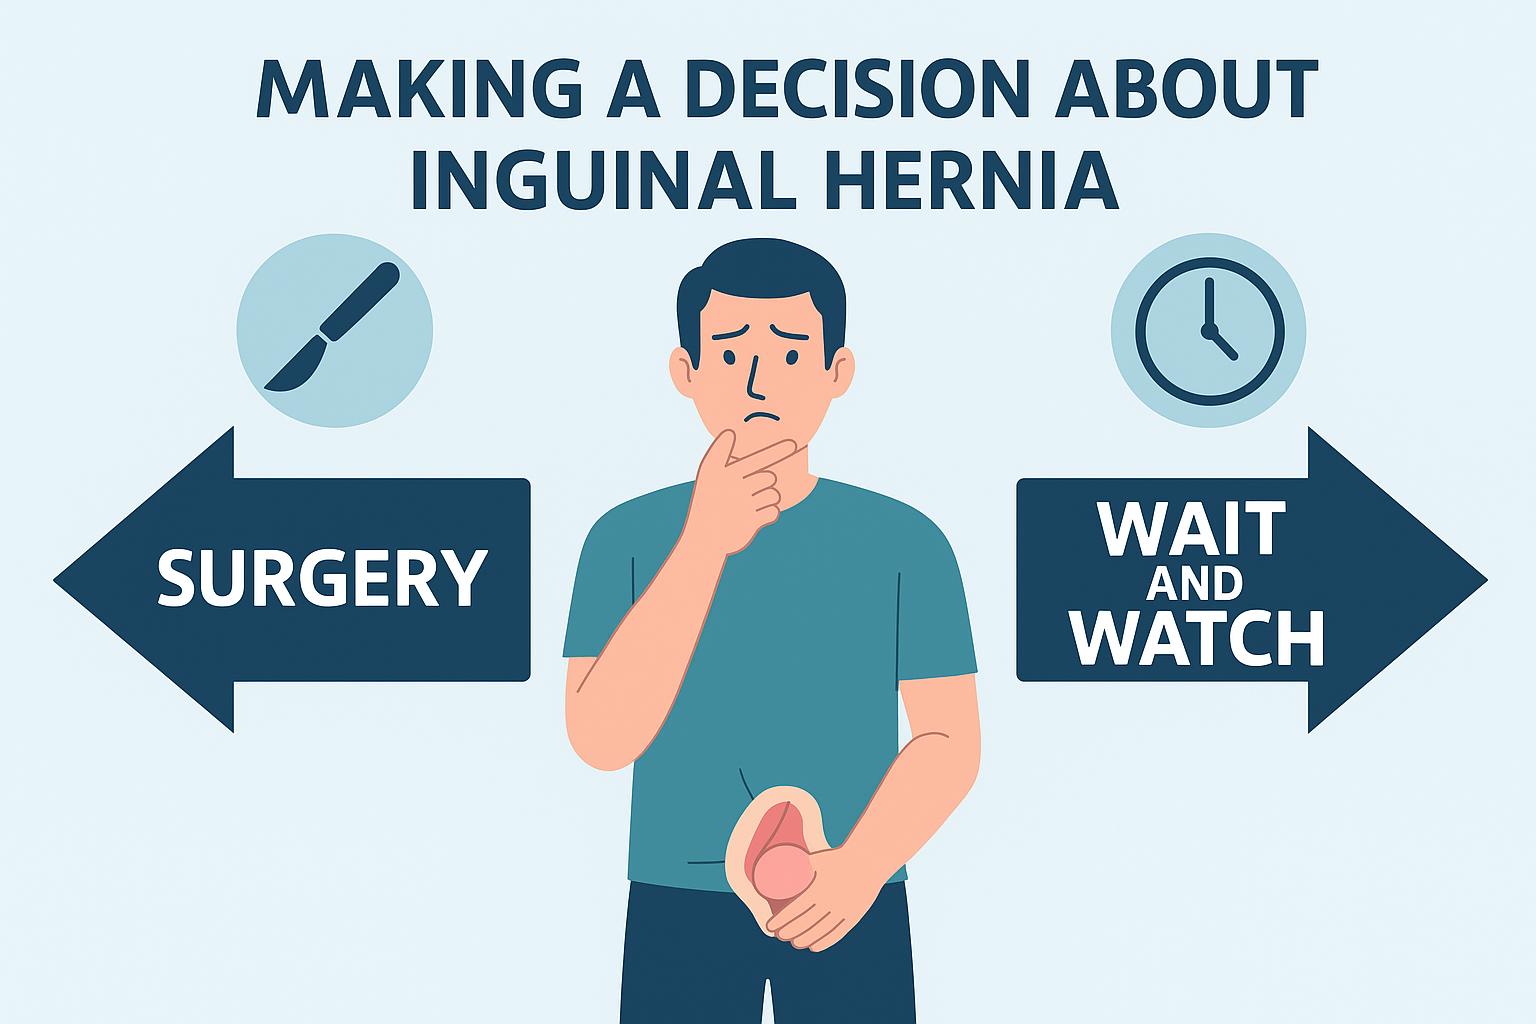 MAKING A DECISION ABOUT
INGUINAL HERNIA
SURGERY
WAIT
AND
WATCH